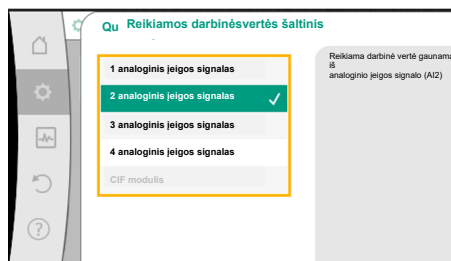 Qu Reikiamos darbinėsvertės šaltinis
1 analoginis įeigos signalas
2 analoginis įeigos signalas
3 analoginis įeigos signalas
4 analoginis įeigos signalas
CIF modulis
Reikiama darbinė vertė gaunama
iš
analoginio įeigos signalo (AI2)